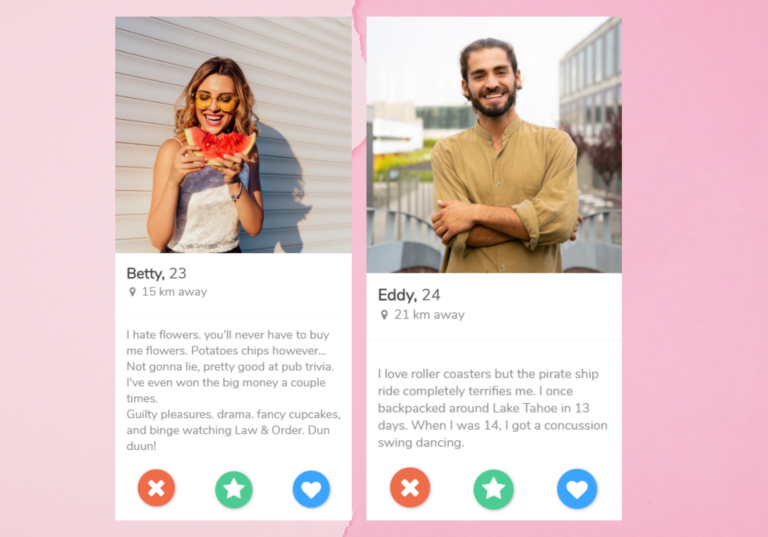 Betty, 23
15 km away
I hate flowers. you'll never have to buy
me flowers. Potatoes chips however...
Not gonna lie, pretty good at pub trivia.
I've even won the big money a couple
times.
Guilty pleasures. drama. fancy cupcakes,
and binge watching Law & Order. Dun
duun!
Eddy, 24
21 km away
I love roller coasters but the pirate ship
ride completely terrifies me. I once
backpacked around Lake Tahoe in 13
days. When I was 14, I got a concussion
swing dancing.